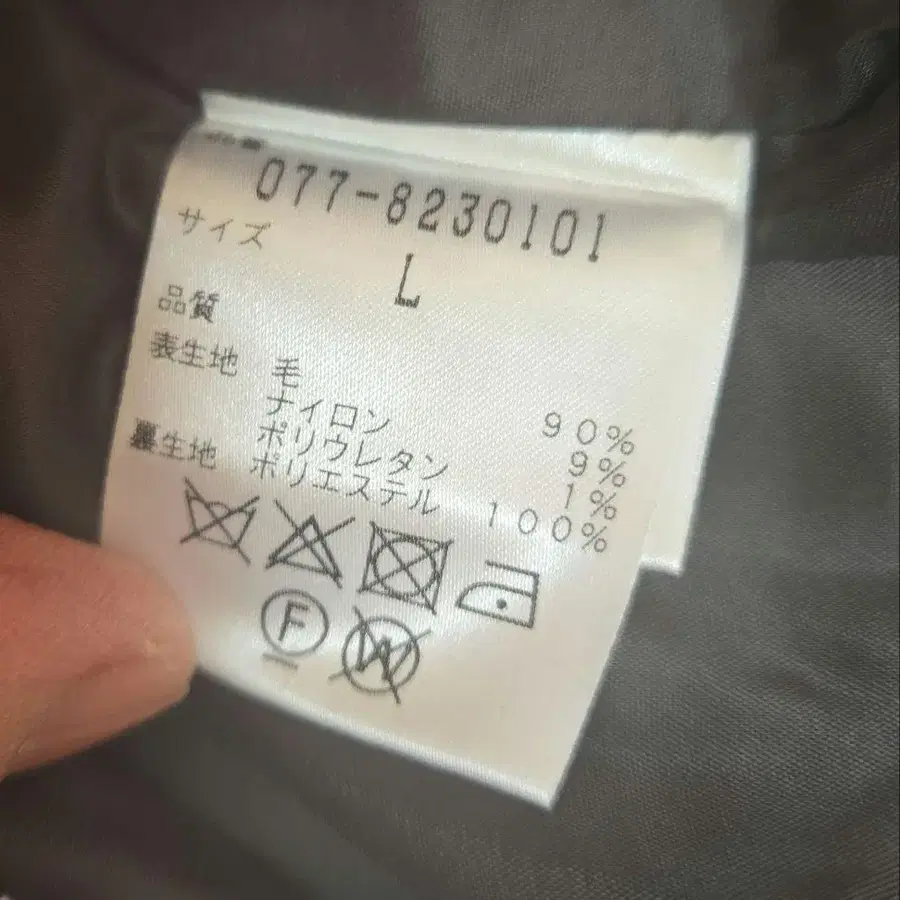 077-8230101
サイズ
L
品質
表生地 毛 90%
ナイロン 9%
ポリウレタン 1%
裏生地 ポリエステル 100%
F
W